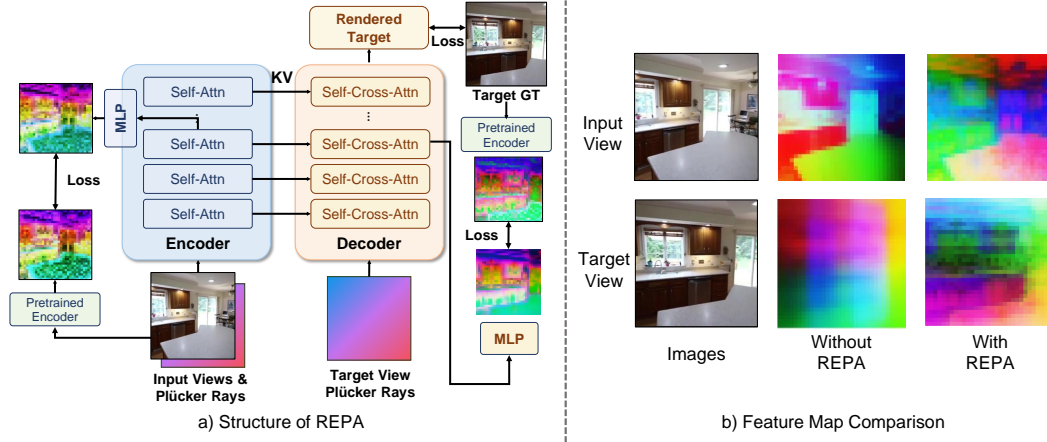 Rendered
Target
Loss
Target GT
KV
MLP
Self-Attn
Self-Cross-Attn
...
...
Self-Attn
Self-Cross-Attn
Self-Attn
Self-Cross-Attn
Self-Attn
Self-Cross-Attn
Encoder
Decoder
Loss
Pretrained
Encoder
Pretrained
Encoder
Loss
MLP
Input Views &
Plücker Rays
Target View
Plücker Rays
a) Structure of REPA
Input
View
Target
View
Images
Without
REPA
With
REPA
b) Feature Map Comparison